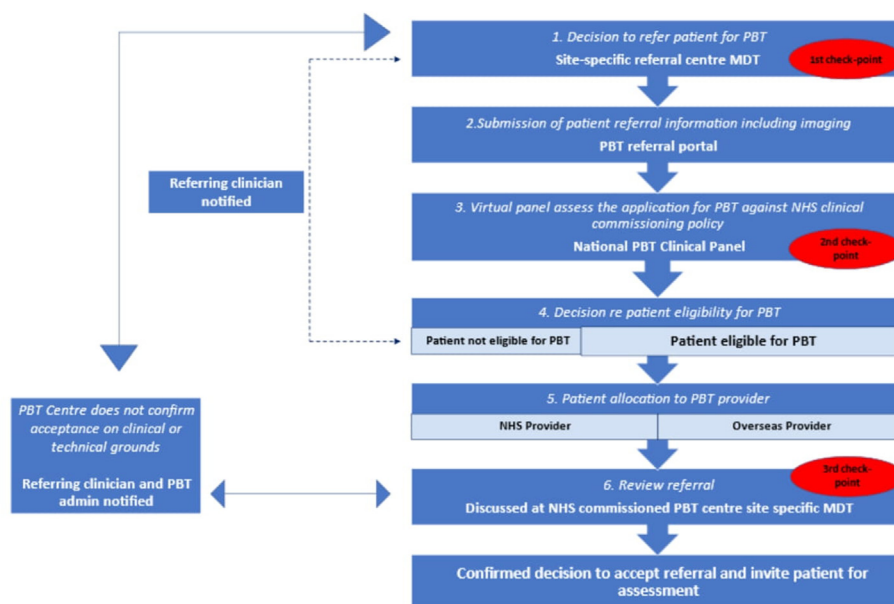 1. Decision to refer patient for PBT
Site-specific referral centre MDT
1st check-point
2.Submission of patient referral information including imaging
PBT referral portal
Referring clinician
notified
3. Virtual panel assess the application for PBT against NHS clinical
commissioning policy
National PBT Clinical Panel
2nd check-
point
4. Decision re patient eligibility for PBT
Patient not eligible for PBT
Patient eligible for PBT
5. Patient allocation to PBT provider
NHS Provider
Overseas Provider
PBT Centre does not confirm
acceptance on clinical or
technical grounds
Referring clinician and PBT
admin notified
3rd check-
point
6. Review referral
Discussed at NHS commissioned PBT centre site specific MDT
Confirmed decision to accept referral and invite patient for
assessment